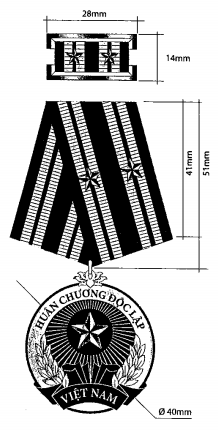 28mm
14mm
41mm
51mm
HUÂN CHƯƠNG ĐỘC LẬP
VIỆT NAM
Ø 40mm